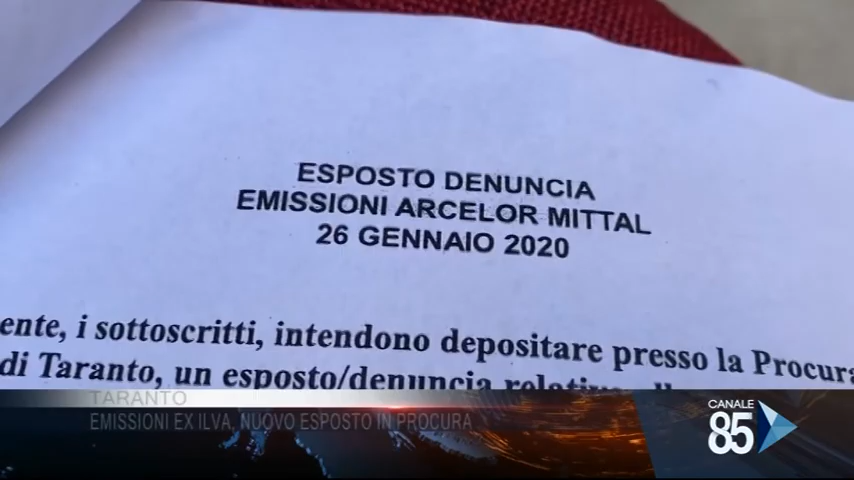 ESPOSTO DENUNCIA
EMISSIONI ARCELOR MITTAL
26 GENNAIO 2020
ente, i sottoscritti, intendono depositare presso la Procura
di Taranto, un esposto/denuncia
TARANTO
EMISSIONI EX ILVA, NUOVO ESPOSTO IN PROCURA
CANALE
85